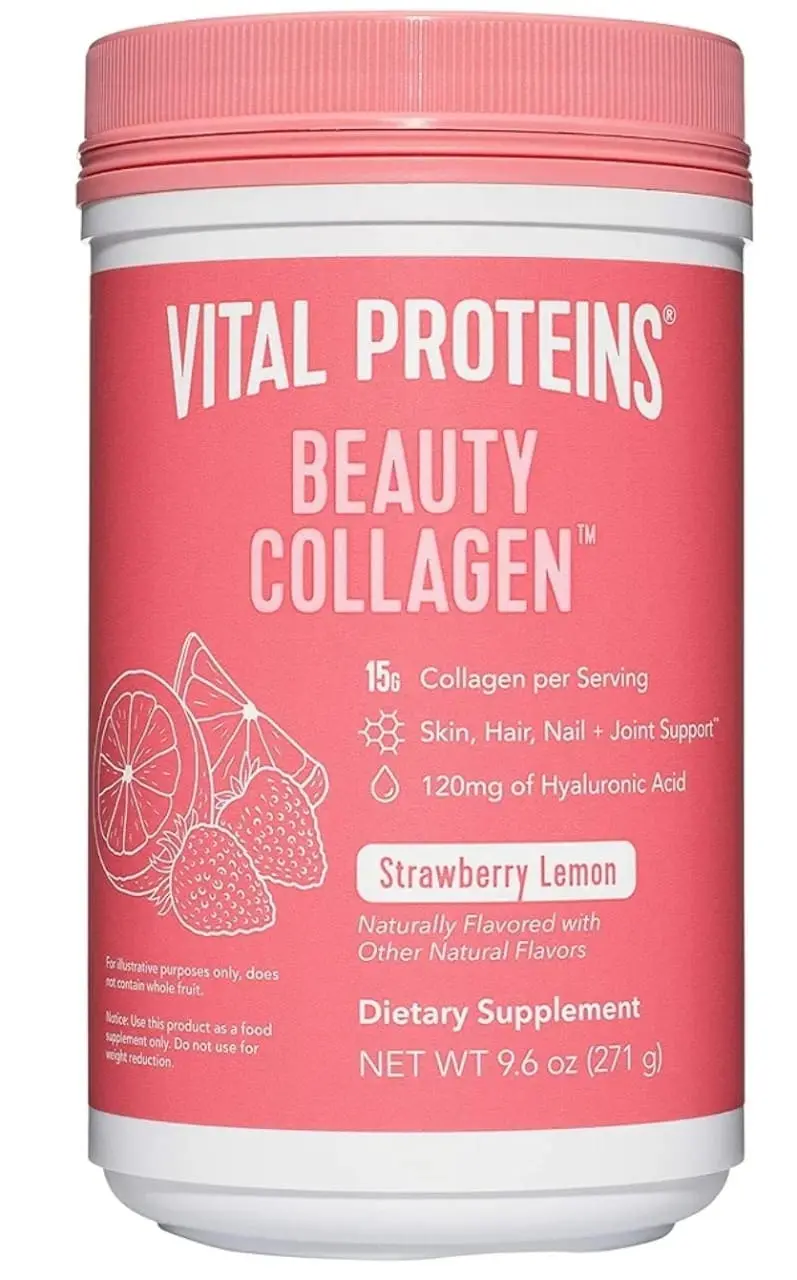 VITAL PROTEINS®
BEAUTY
COLLAGEN™
15G Collagen per Serving
Skin, Hair, Nail + Joint Support™
120mg of Hyaluronic Acid
Strawberry Lemon
Naturally Flavored with
Other Natural Flavors
For illustrative purposes only, does
not contain whole fruit.
Notice: Use this product as a food
supplement only. Do not use for
weight reduction.
Dietary Supplement
NET WT 9.6 oz (271 g)